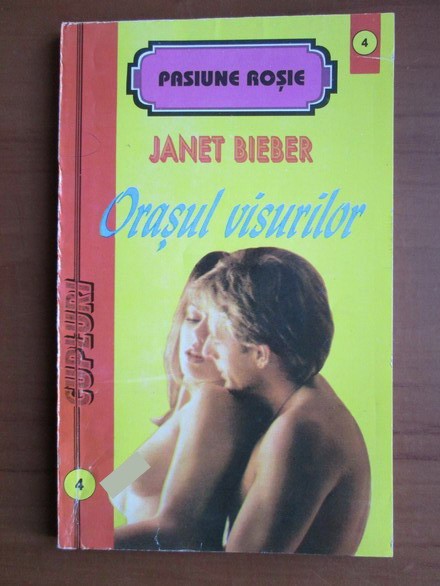 4
PASIUNE ROȘIE
JANET BIEBER
Orașul visurilor
CUPLURI
4